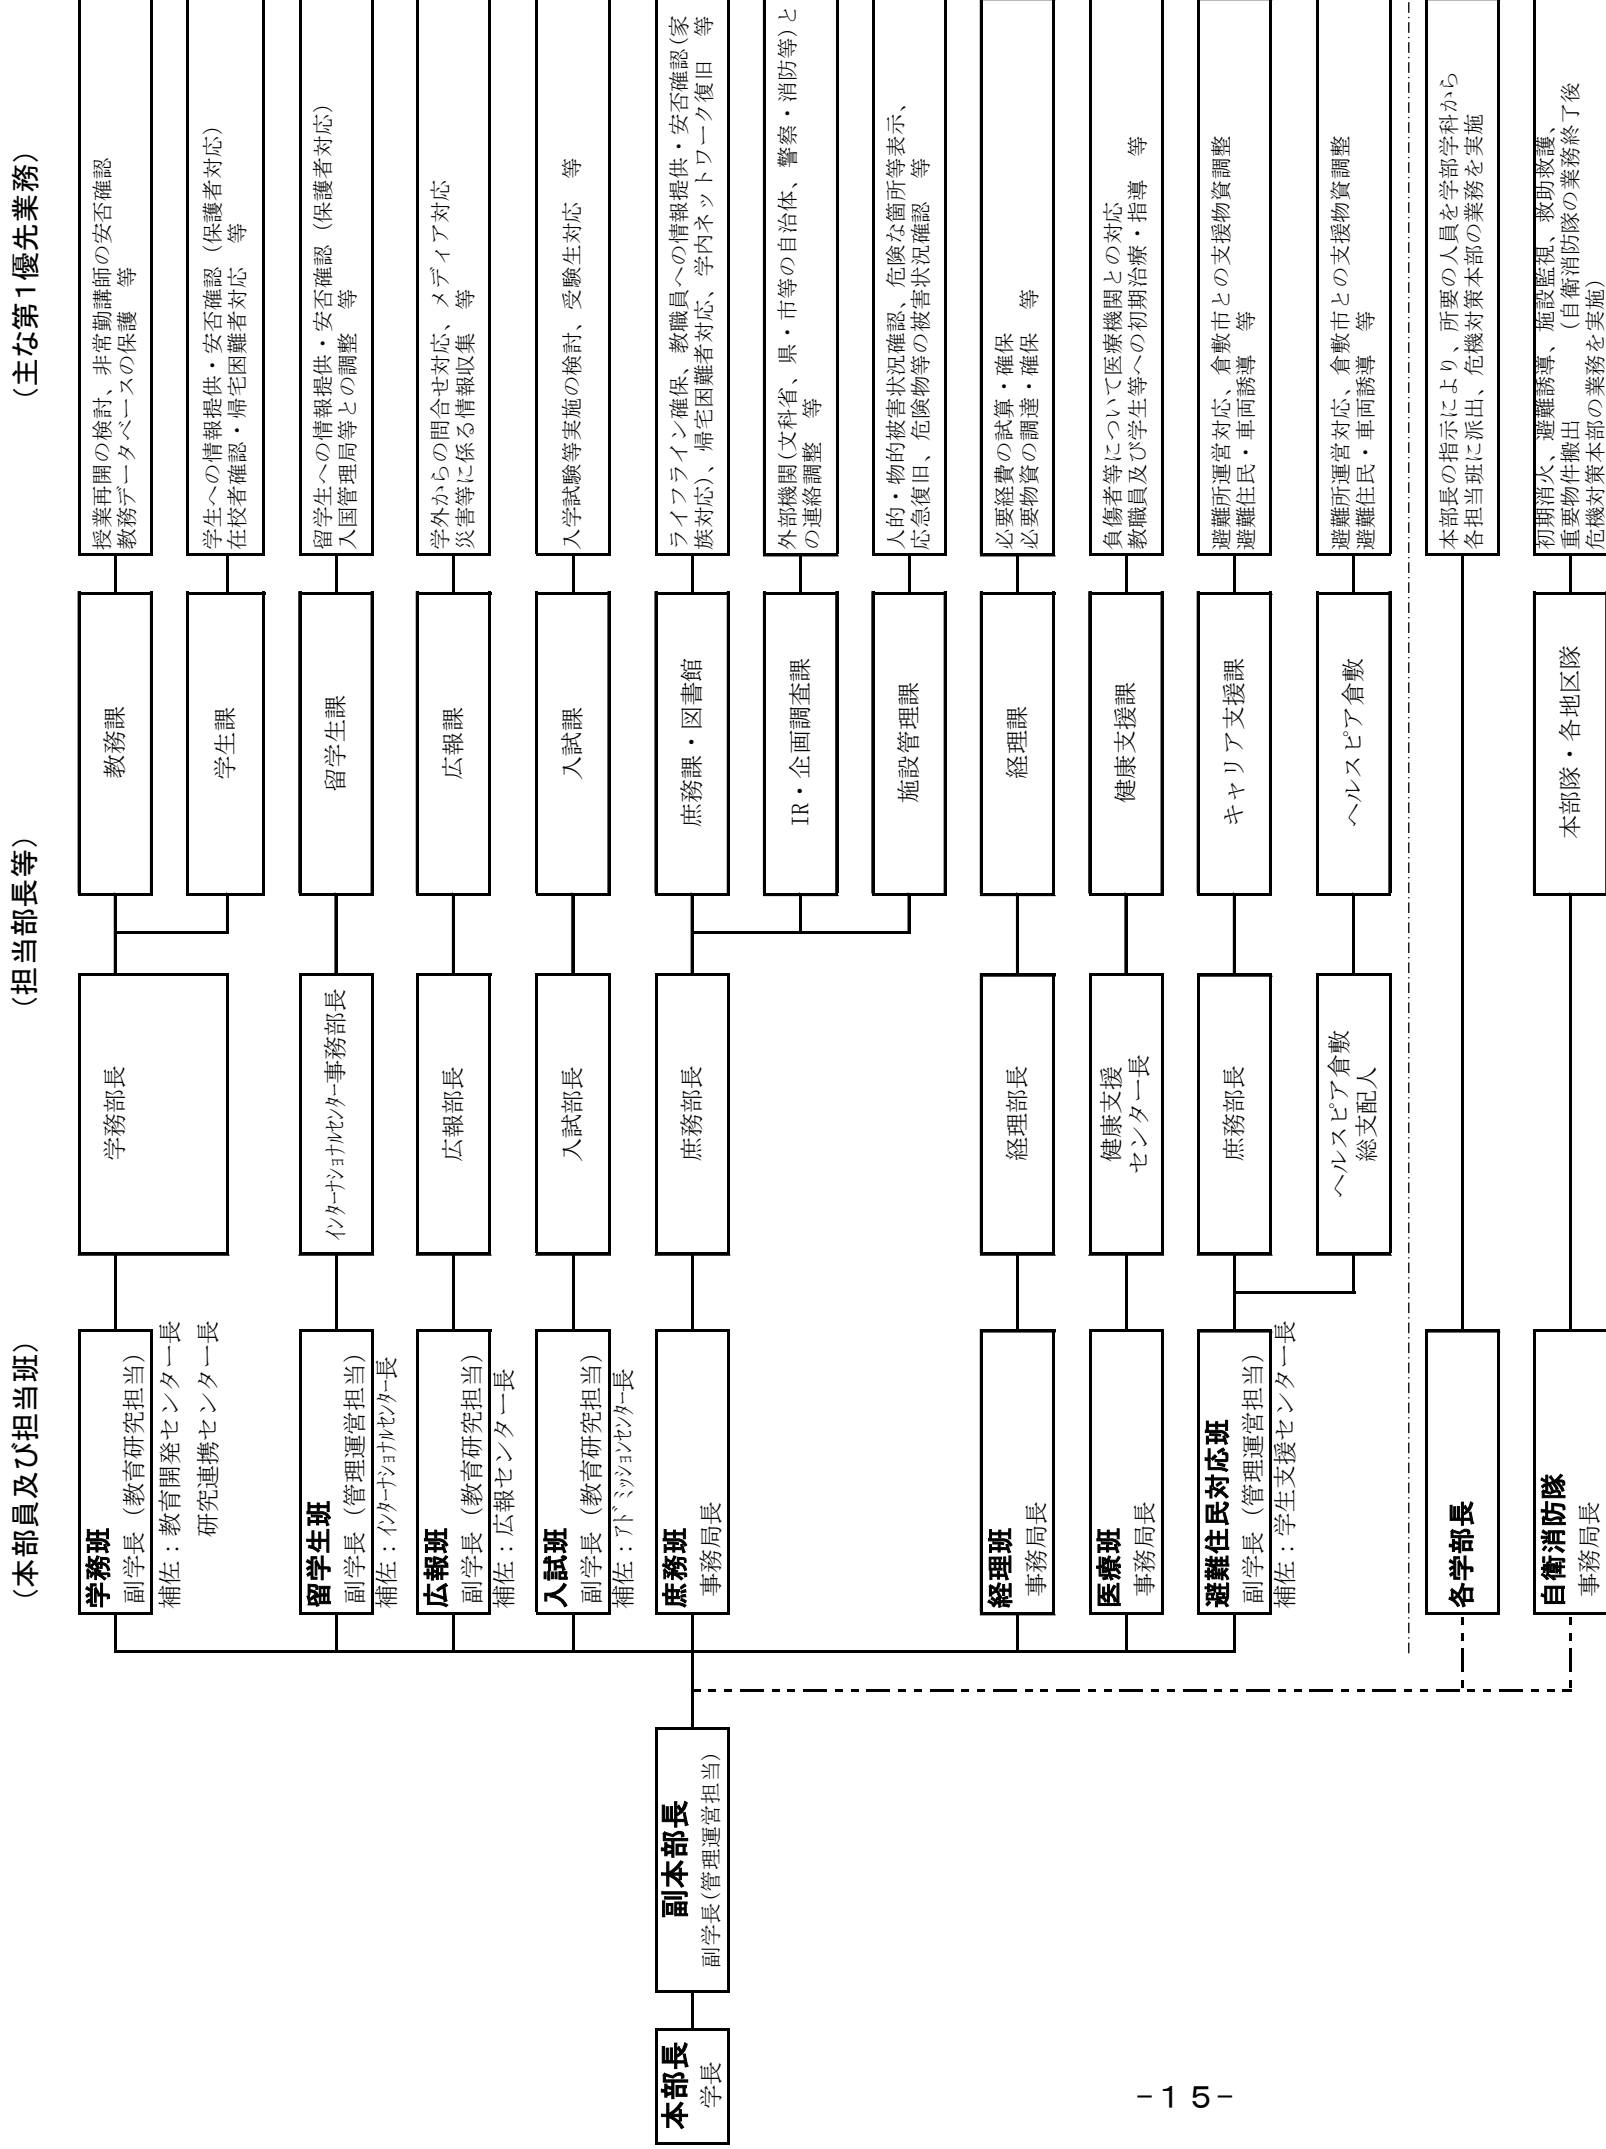 （本部員及び担当班）
（担当部長等）
（主な第１優先業務）
本部長
学長
副本部長
副学長(管理運営担当)
学務班
副学長（教育研究担当）
補佐：教育開発センター長
研究連携センター長
学務部長
教務課
授業再開の検討、非常勤講師の安否確認
教務データベースの保護　等
学生課
学生への情報提供・安否確認（保護者対応）
在校者確認・帰宅困難者対応　等
留学生班
副学長（管理運営担当）
補佐：ｲﾝﾀｰﾅｼｮﾅﾙｾﾝﾀｰ長
ｲﾝﾀｰﾅｼｮﾅﾙｾﾝﾀｰ事務部長
留学生課
留学生への情報提供・安否確認（保護者対応）
入国管理局等との調整　等
広報班
副学長（教育研究担当）
補佐：広報センター長
広報部長
広報課
学外からの問合せ対応、メディア対応
災害等に係る情報収集　等
入試班
副学長（教育研究担当）
補佐：ｱﾄﾞﾐｯｼｮﾝｾﾝﾀｰ長
入試部長
入試課
入学試験等実施の検討、受験生対応　等
庶務班
事務局長
庶務部長
庶務課・図書館
ライフライン確保、教職員への情報提供・安否確認(家
族対応)、帰宅困難者対応、学内ネットワーク復旧　等
IR・企画調査課
外部機関(文科省、県・市等の自治体、警察・消防等)と
の連絡調整　等
施設管理課
人的・物的被害状況確認、危険な箇所等表示、
応急復旧、危険物等の被害状況確認　等
経理班
事務局長
経理部長
経理課
必要経費の試算・確保
必要物資の調達・確保　等
医療班
事務局長
健康支援
センター長
健康支援課
負傷者等について医療機関との対応
教職員及び学生等への初期治療・指導　等
避難住民対応班
副学長（管理運営担当）
補佐：学生支援センター長
庶務部長
キャリア支援課
避難所運営対応、倉敷市との支援物資調整
避難住民・車両誘導　等
ヘルスピア倉敷
総支配人
ヘルスピア倉敷
避難所運営対応、倉敷市との支援物資調整
避難住民・車両誘導　等
各学部長
本部長の指示により、所要の人員を学部学科から
各担当班に派出、危機対策本部の業務を実施
自衛消防隊
事務局長
本部隊・各地区隊
初期消火、避難誘導、施設監視、救助救護、
重要物件搬出　　　　　（自衛消防隊の業務終了後
危機対策本部の業務を実施）
-１５-